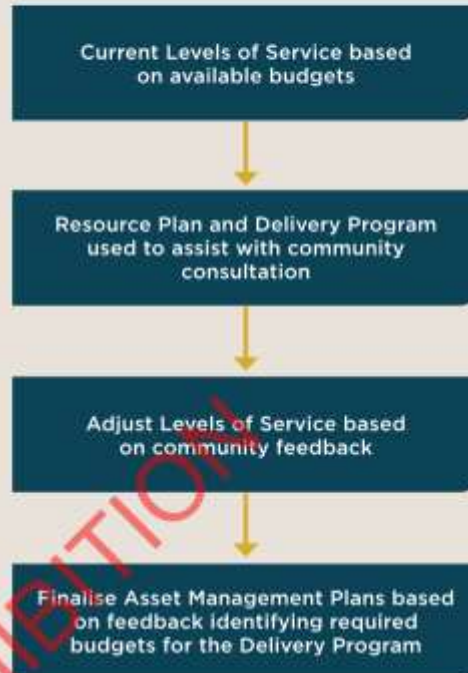 Current Levels of Service based
on available budgets
Resource Plan and Delivery Program
used to assist with community
consultation
Adjust Levels of Service based
on community feedback
Finalise Asset Management Plans based
on feedback identifying required
budgets for the Delivery Program